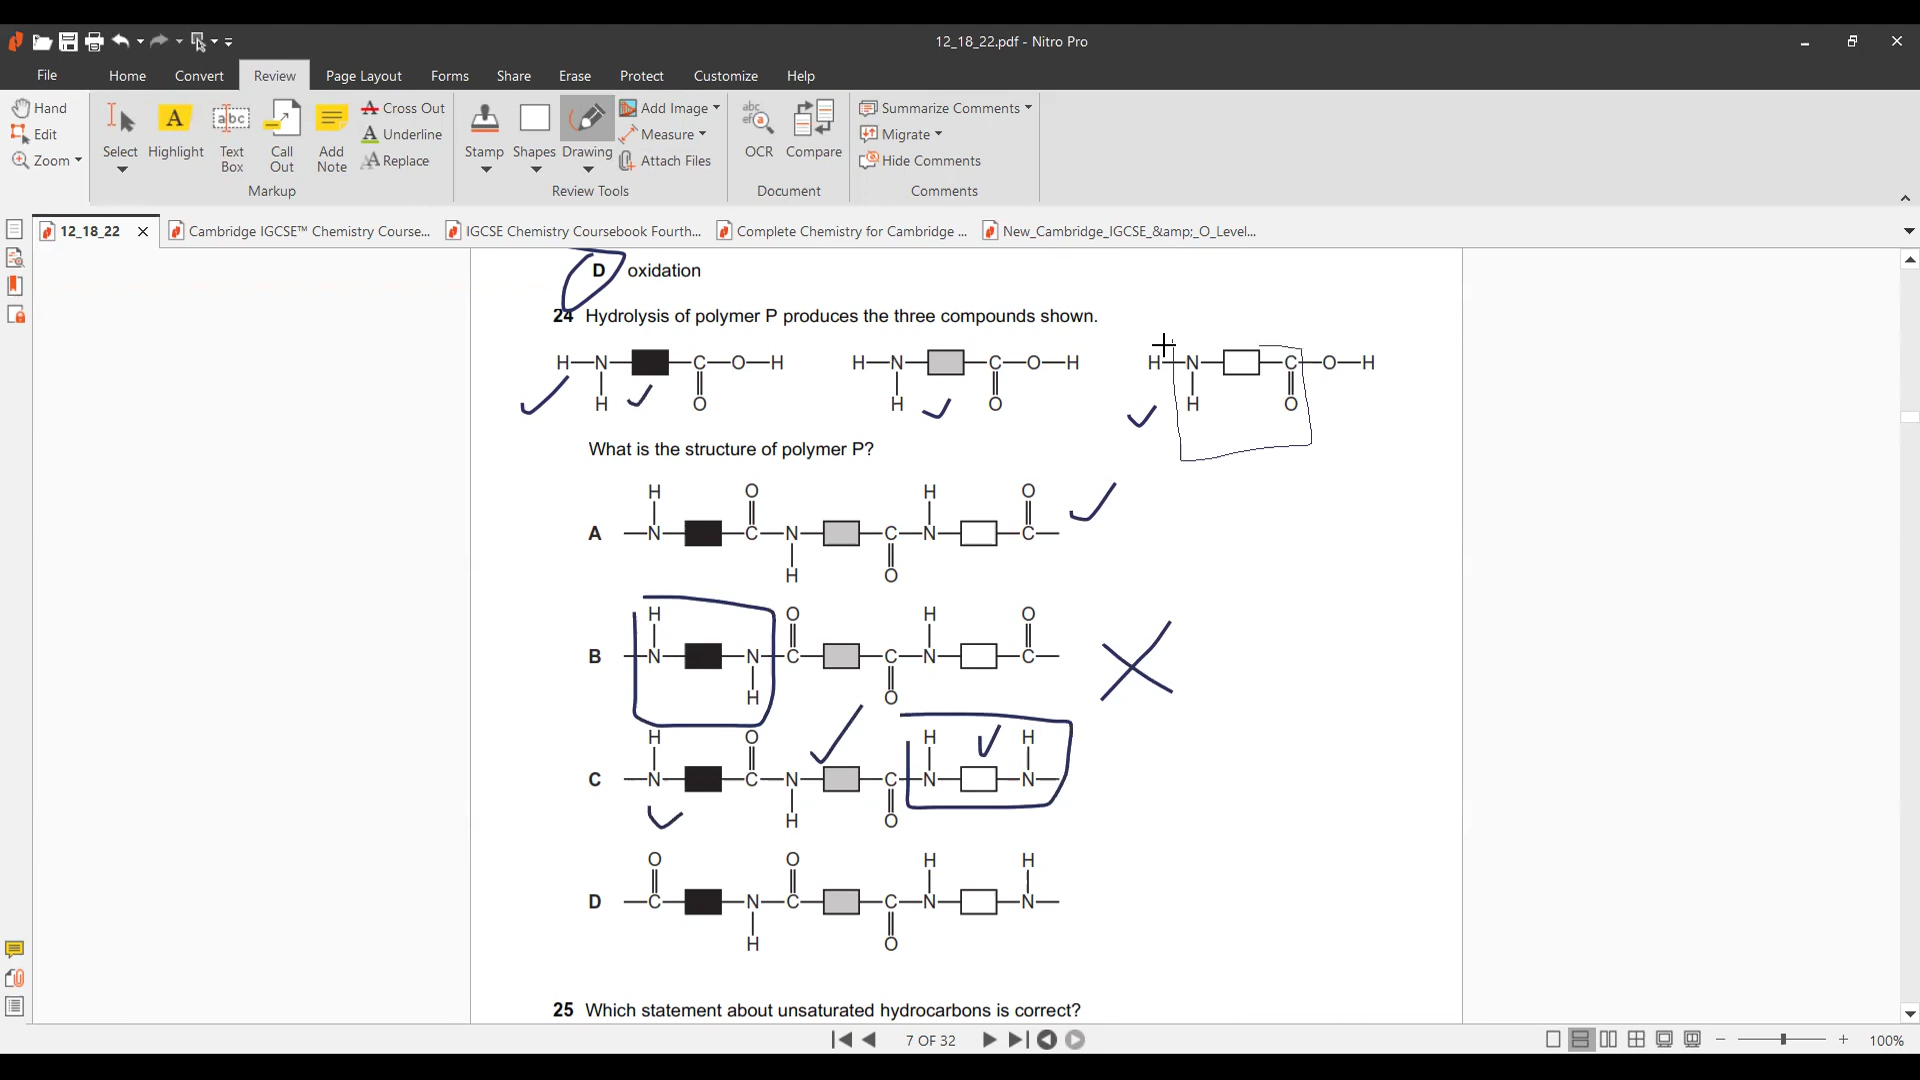 12_18_22.pdf - Nitro Pro
File Home Convert Review Page Layout Forms Share Erase Protect Customize Help
Hand
Edit
Zoom
Select
Highlight
Text Box
Call Out
Add Note
Cross Out
Underline
Replace
Markup
Stamp
Shapes
Drawing
Add Image
Measure
Attach Files
Review Tools
OCR
Compare
Document
Summarize Comments
Migrate
Hide Comments
Comments
12_18_22
Cambridge IGCSE™ Chemistry Course...
IGCSE Chemistry Coursebook Fourth...
Complete Chemistry for Cambridge ...
New_Cambridge_IGCSE_&amp;_O_Level...
D oxidation
24 Hydrolysis of polymer P produces the three compounds shown.
H N C O H H N C O H H N C O H
H O H O H O
What is the structure of polymer P?
H O H O
A N C N C N C
H O
H O H O
B N N C C N C
H O
H O H H
C N C N C N N
H O
O O H H
D C N C C N N
H O
25 Which statement about unsaturated hydrocarbons is correct?
7 OF 32
100%